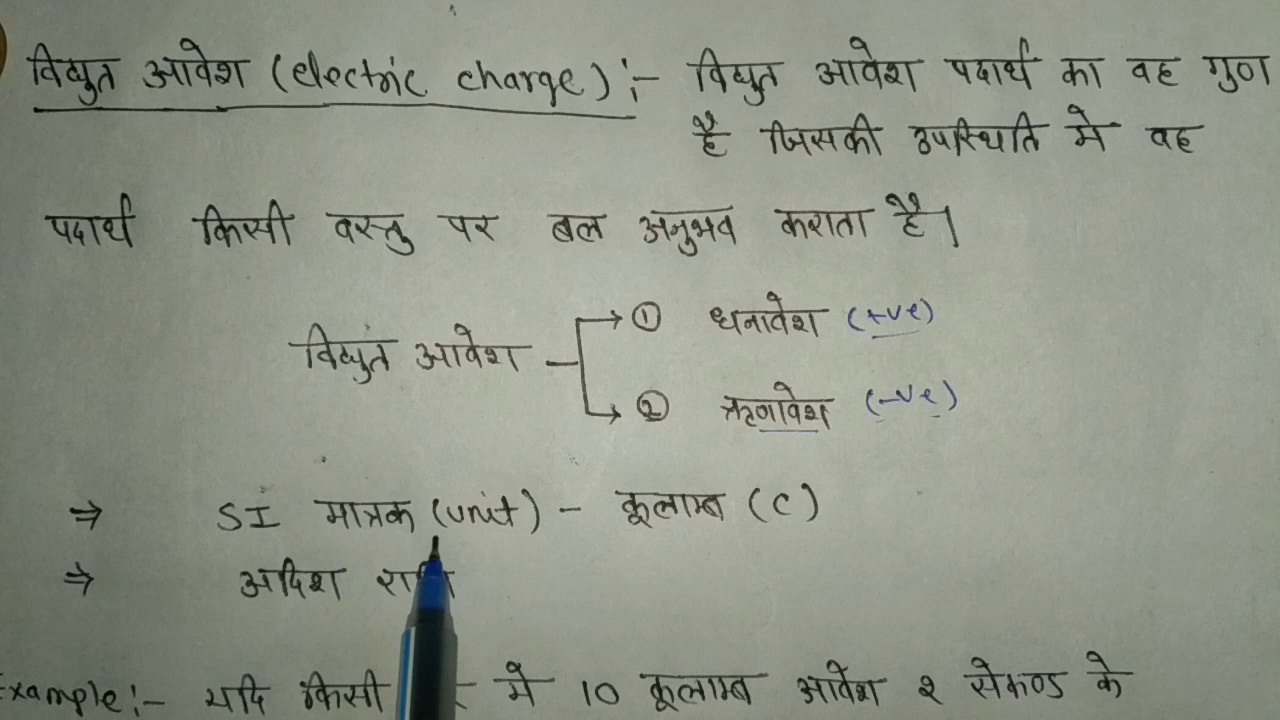 विद्युत आवेश (electric charge) :- विद्युत आवेश पदार्थ का वह गुण
है जिसकी उपस्थिति मे वह
पदार्थ किसी वस्तु पर बल अनुभव कराता है।
① धनावेश (+ve)
विद्युत आवेश
② ऋणावेश (-ve)
⇒ SI मात्रक (unit) - कूलाम्ब (C)
⇒ अदिश
Example:- यदि किसी मे 10 कूलाम्ब आवेश 2 सेकण्ड के